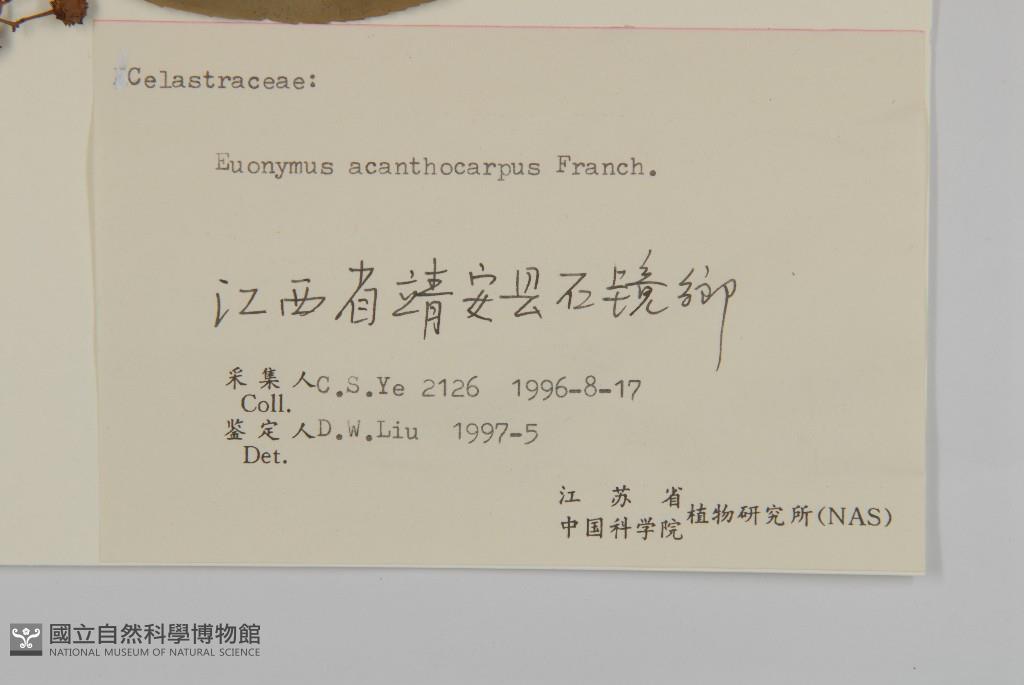 Celastraceae:
Euonymus acanthocarpus Franch.
江西省靖安县石镜鄉
采集人C.S.Ye 2126 1996-8-17
Coll.
鉴定人D.W.Liu 1997-5
Det.
江苏省
中国科学院
植物研究所(NAS)
國立自然科學博物館
NATIONAL MUSEUM OF NATURAL SCIENCE